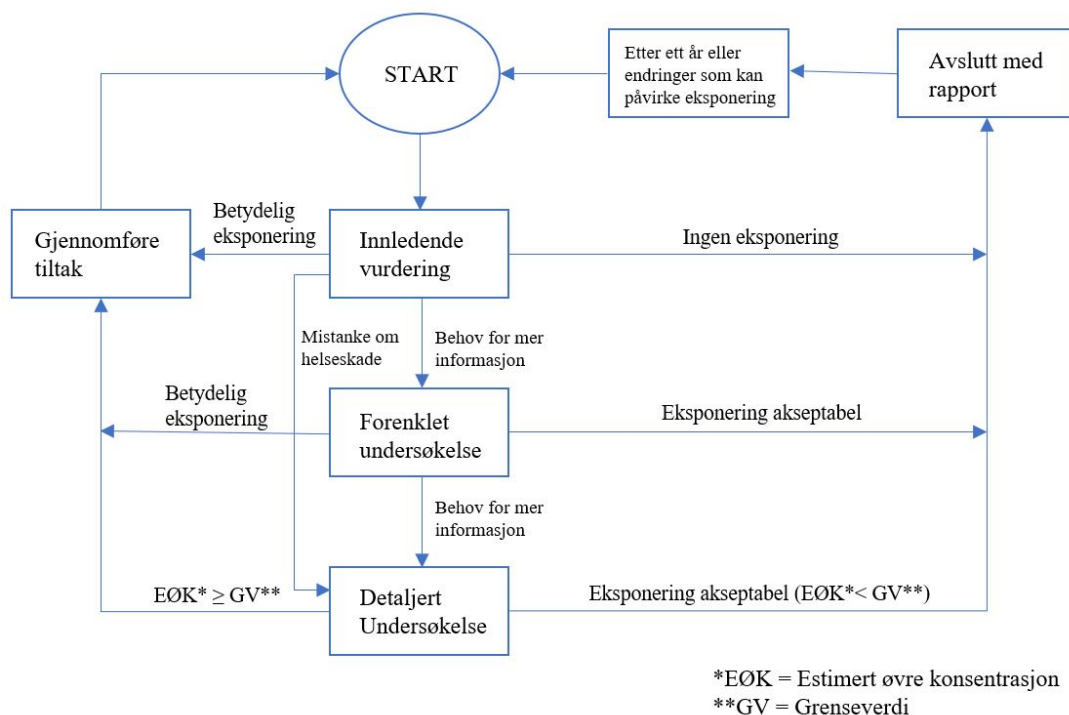 START
Etter ett år eller
endringer som kan
påvirke eksponering
Avslutt med
rapport
Gjennomføre
tiltak
Betydelig
eksponering
Innledende
vurdering
Ingen eksponering
Mistanke om
helseskade
Behov for mer
informasjon
Betydelig
eksponering
Forenklet
undersøkelse
Eksponering akseptabel
Behov for mer
informasjon
EØK* ≥ GV**
Detaljert
Undersøkelse
Eksponering akseptabel (EØK*< GV**)
*EØK = Estimert øvre konsentrasjon
**GV = Grenseverdi